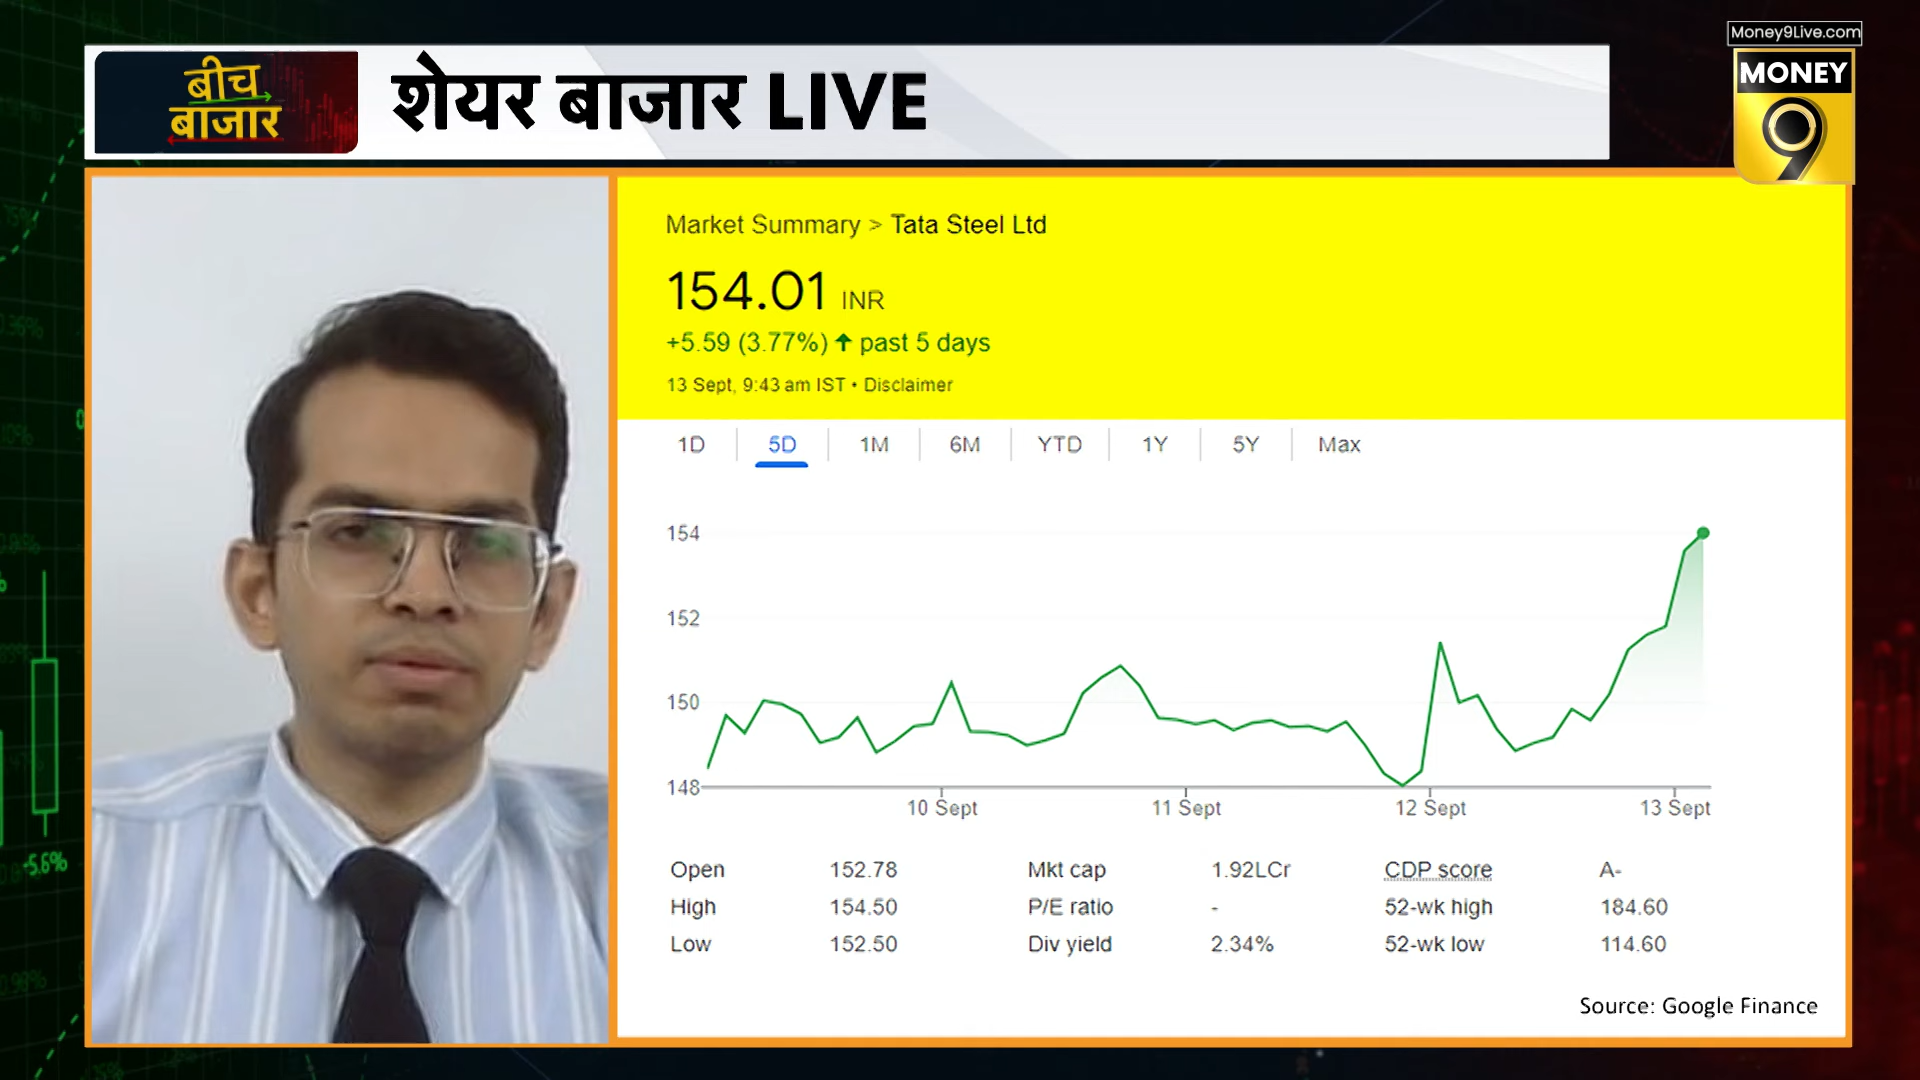 Money9Live.com
MONEY
9
बीच
बाजार
शेयर बाजार LIVE
Market Summary > Tata Steel Ltd
154.01 INR
+5.59 (3.77%) ↑ past 5 days
13 Sept, 9:43 am IST • Disclaimer
1D 5D 1M 6M YTD 1Y 5Y Max
154
152
150
148
10 Sept 11 Sept 12 Sept 13 Sept
Open 152.78 Mkt cap 1.92LCr CDP score A-
High 154.50 P/E ratio - 52-wk high 184.60
Low 152.50 Div yield 2.34% 52-wk low 114.60
Source: Google Finance
-5.6%